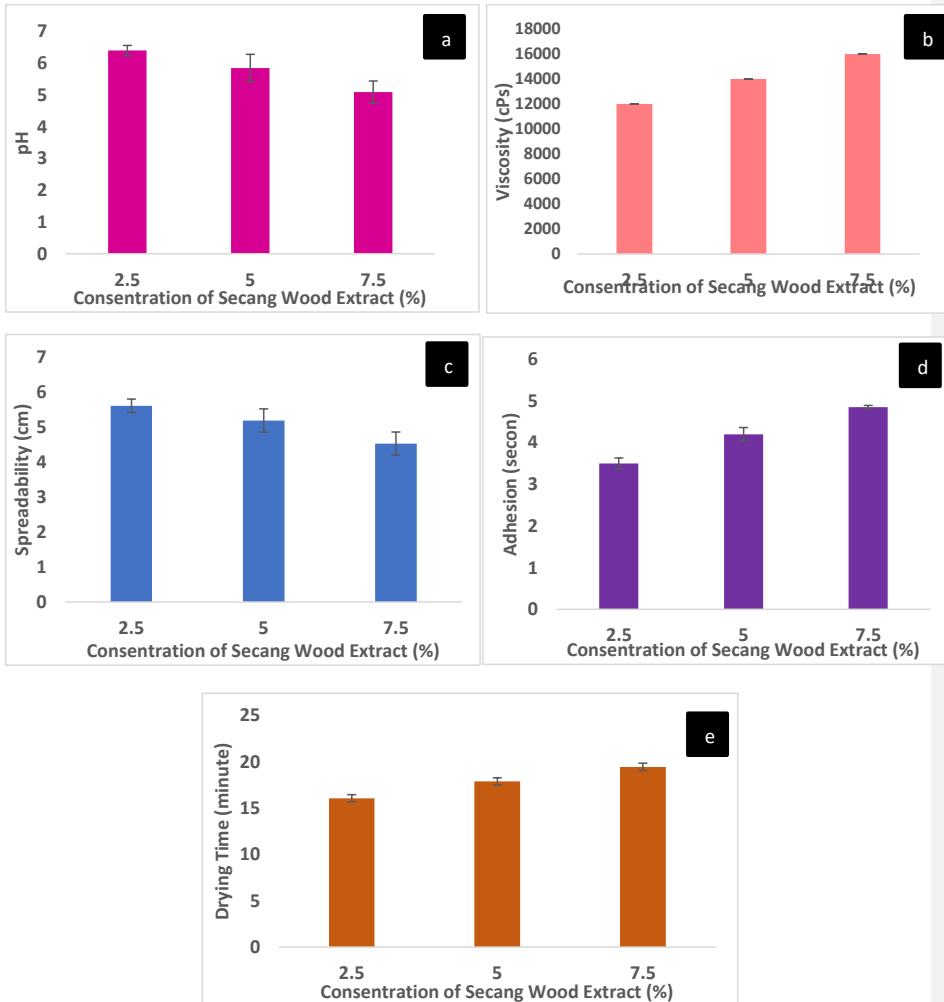 a
7
6
5
4
3
2
1
0
pH
2.5 5 7.5
Consentration of Secang Wood Extract (%)
b
18000
16000
14000
12000
10000
8000
6000
4000
2000
0
Viscosity (cPs)
2.5 5 7.5
Consentration of Secang Wood Extract (%)
c
7
6
5
4
3
2
1
0
Spreadability (cm)
2.5 5 7.5
Consentration of Secang Wood Extract (%)
d
6
5
4
3
2
1
0
Adhesion (secon)
2.5 5 7.5
Consentration of Secang Wood Extract (%)
e
25
20
15
10
5
0
Drying Time (minute)
2.5 5 7.5
Consentration of Secang Wood Extract (%)